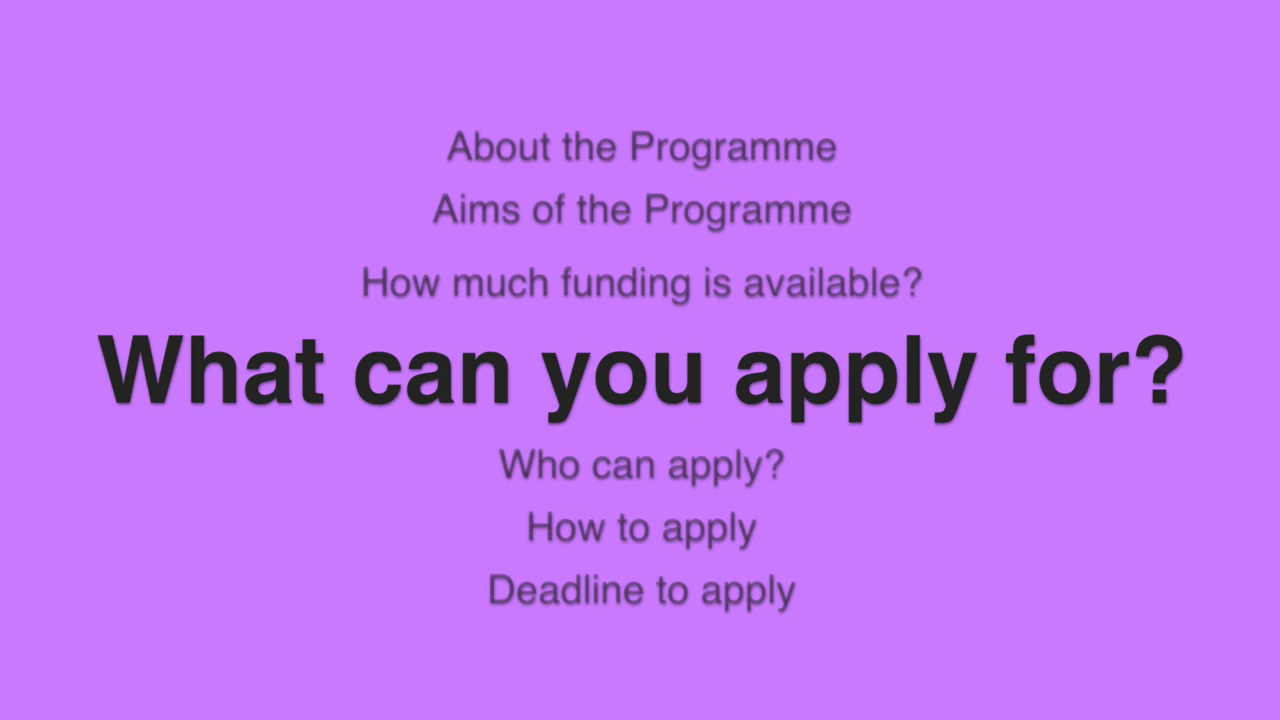 About the Programme
Aims of the Programme
How much funding is available?
What can you apply for?
Who can apply?
How to apply
Deadline to apply